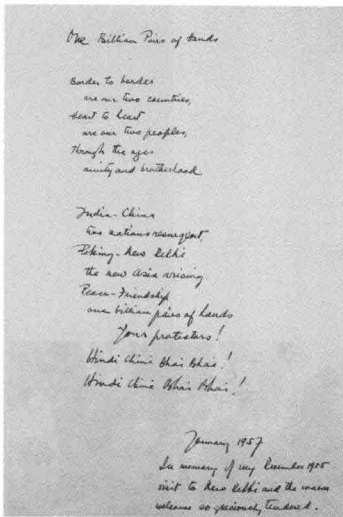 One Billion Pairs of Hands
Border to border
are our two countries,
Heart to heart
are our two peoples,
Through the ages
amity and brotherhood
India-China
two nations resurgent,
Peking-New Delhi
the new Asia arising
Peace-Friendship
one billion pairs of hands
Your protectors!
Hindi Chini Bhai Bhai!
Hindi Chini Bhai Bhai!
January 1957
In memory of my December 1955
visit to New Delhi and the warm
welcome so graciously tendered.